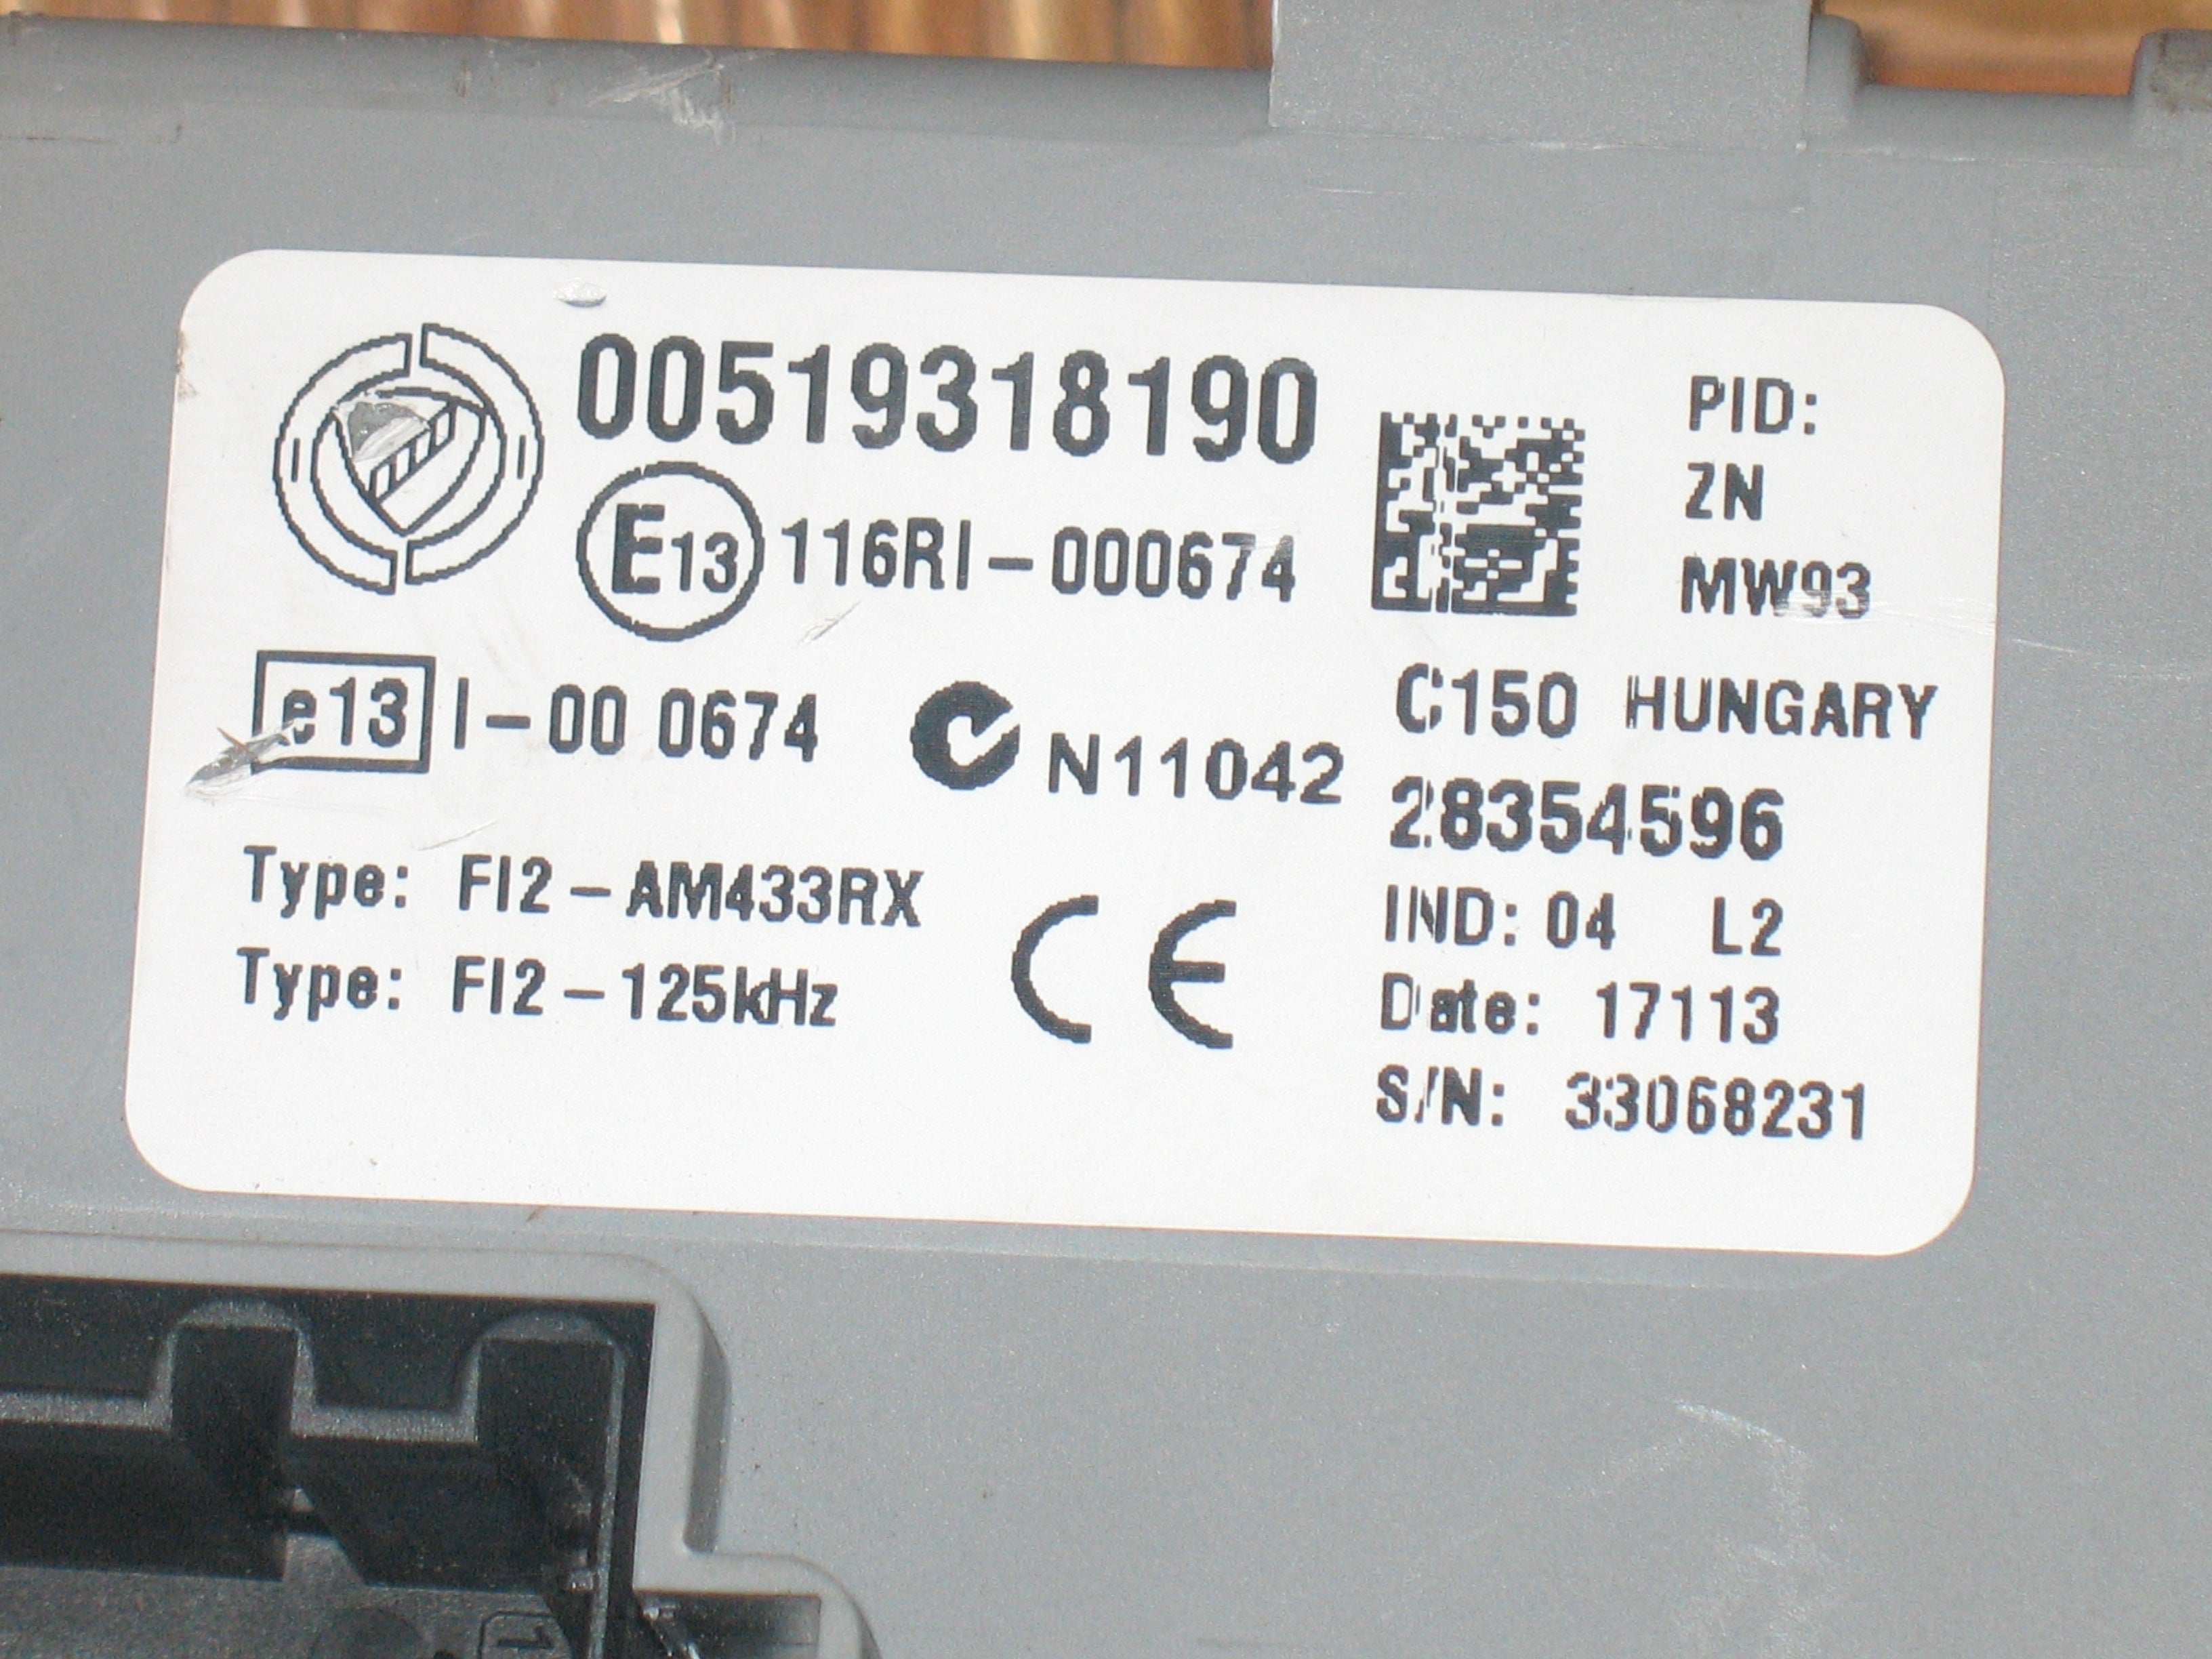 00519318190
E13 116RI-000674
e13 I-00 0674
N11042
Type: FI2-AM433RX
Type: FI2-125kHz
CE
PID:
ZN
MW93
C150 HUNGARY
28354596
IND: 04 L2
Date: 17113
S/N: 33068231
1